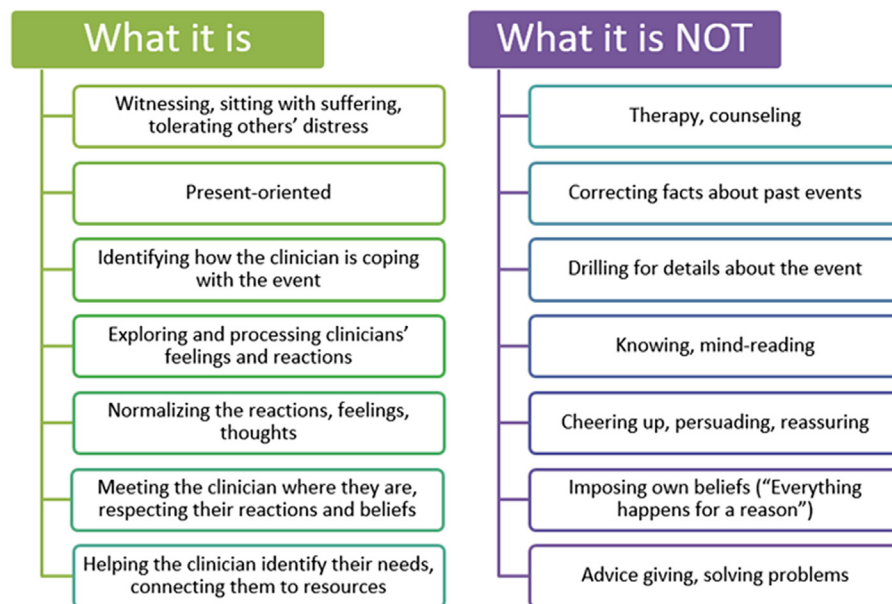 What it is
Witnessing, sitting with suffering,
tolerating others’ distress
Present-oriented
Identifying how the clinician is coping
with the event
Exploring and processing clinicians’
feelings and reactions
Normalizing the reactions, feelings,
thoughts
Meeting the clinician where they are,
respecting their reactions and beliefs
Helping the clinician identify their needs,
connecting them to resources
What it is NOT
Therapy, counseling
Correcting facts about past events
Drilling for details about the event
Knowing, mind-reading
Cheering up, persuading, reassuring
Imposing own beliefs (“Everything
happens for a reason”)
Advice giving, solving problems